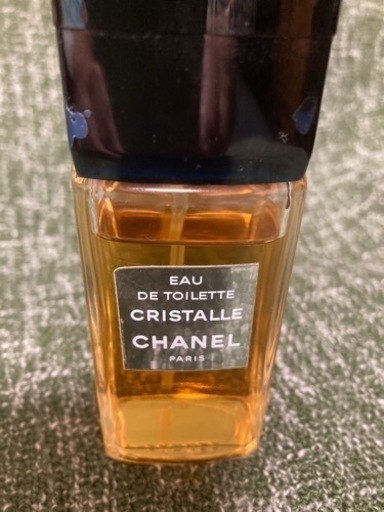 EAU
DE TOILETTE
CRISTALLE
CHANEL
PARIS